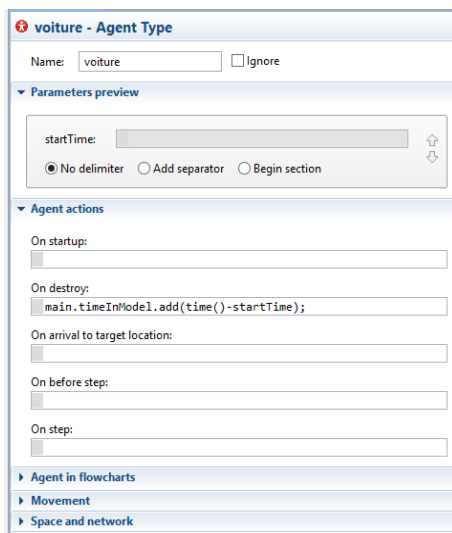 voiture - Agent Type
Name: voiture Ignore
Parameters preview
startTime:
No delimiter Add separator Begin section
Agent actions
On startup:
On destroy:
main.timeInModel.add(time()-startTime);
On arrival to target location:
On before step:
On step:
Agent in flowcharts
Movement
Space and network